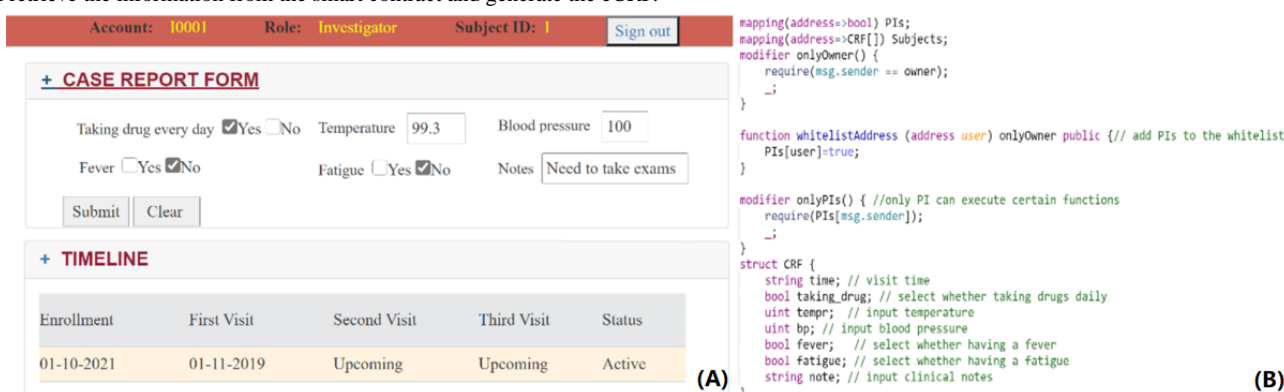 Account: I0001 Role: Investigator Subject ID: 1 Sign out
+ CASE REPORT FORM
Taking drug every day Yes No Temperature 99.3 Blood pressure 100
Fever Yes No Fatigue Yes No Notes Need to take exams
Submit Clear
+ TIMELINE
Enrollment First Visit Second Visit Third Visit Status
01-10-2021 01-11-2019 Upcoming Upcoming Active
(A)
mapping(address=>bool) PIs;
mapping(address=>CRF[]) Subjects;
modifier onlyOwner() {
require(msg.sender == owner);
_;
}
function whitelistAddress (address user) onlyOwner public {// add PIs to the whitelist
PIs[user]=true;
}
modifier onlyPIs() { //only PI can execute certain functions
require(PIs[msg.sender]);
_;
}
struct CRF {
string time; // visit time
bool taking_drug; // select whether taking drugs daily
uint tempr; // input temperature
uint bp; // input blood pressure
bool fever; // select whether having a fever
bool fatigue; // select whether having a fatigue
string note; // input clinical notes
(B)